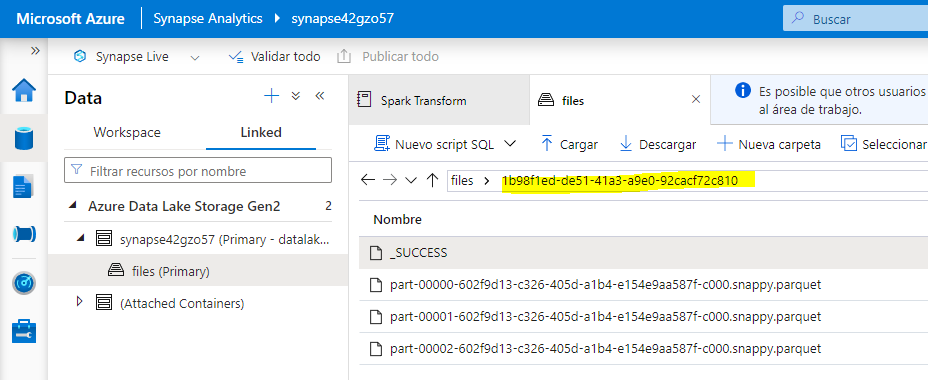 Microsoft Azure
Synapse Analytics
synapse42gzo57
Buscar
Synapse Live
Validar todo
Publicar todo
Data
Workspace
Linked
Filtrar recursos por nombre
Azure Data Lake Storage Gen2
2
synapse42gzo57 (Primary - datalak...
files (Primary)
(Attached Containers)
Spark Transform
files
Es posible que otros usuarios
al área de trabajo.
Nuevo script SQL
Cargar
Descargar
Nueva carpeta
Seleccionar
files
1b98f1ed-de51-41a3-a9e0-92cacf72c810
Nombre
_SUCCESS
part-00000-602f9d13-c326-405d-a1b4-e154e9aa587f-c000.snappy.parquet
part-00001-602f9d13-c326-405d-a1b4-e154e9aa587f-c000.snappy.parquet
part-00002-602f9d13-c326-405d-a1b4-e154e9aa587f-c000.snappy.parquet